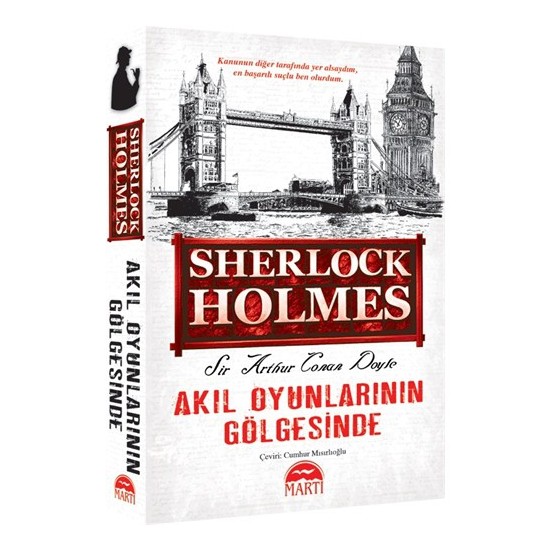 Kanunun diğer tarafında yer alsaydım,
en başarılı suçlu ben olurdum.
SHERLOCK
HOLMES
Sir Arthur Conan Doyle
AKIL OYUNLARININ
GÖLGESİNDE
Çeviri: Cumhur Mısırlıoğlu
MARTI
SHERLOCK
HOLMES
AKIL OYUNLARININ
GÖLGESİNDE
MARTI